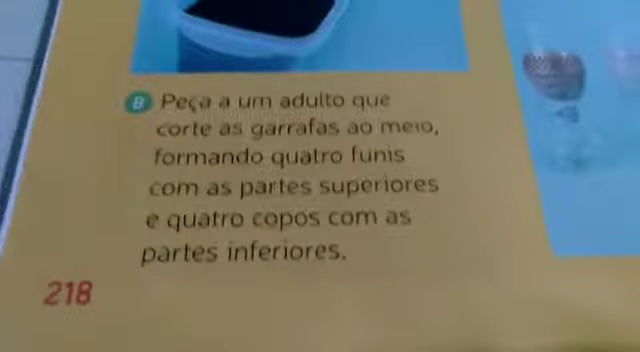 B Peça a um adulto que
corte as garrafas ao meio,
formando quatro funis
com as partes superiores
e quatro copos com as
partes inferiores.
218